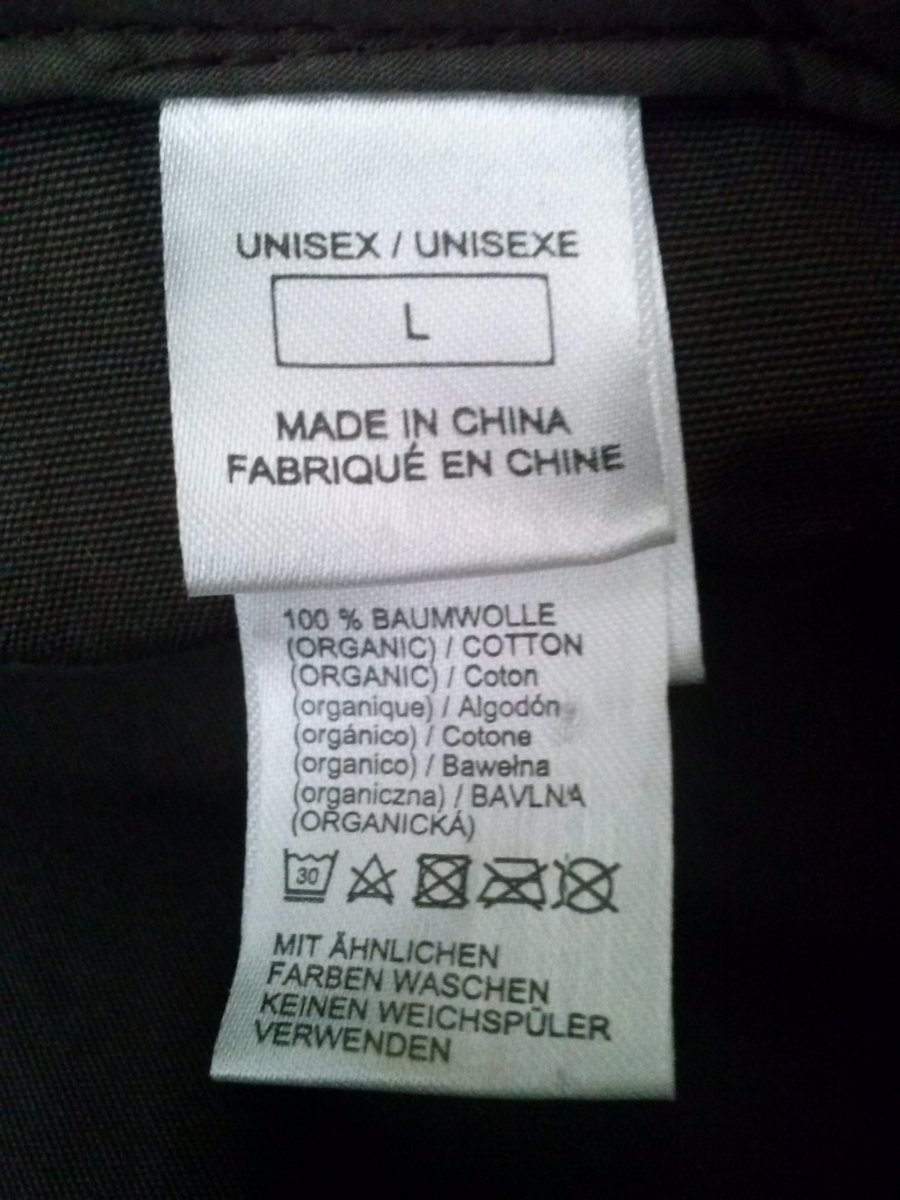 UNISEX / UNISEXE
L
MADE IN CHINA
FABRIQUÉ EN CHINE
100 % BAUMWOLLE
(ORGANIC) / COTTON
(ORGANIC) / Coton
(organique) / Algodón
(orgánico) / Cotone
(organico) / Bawełna
(organiczna) / BAVLNA
(ORGANICKÁ)
30
MIT ÄHNLICHEN
FARBEN WASCHEN
KEINEN WEICHSPÜLER
VERWENDEN